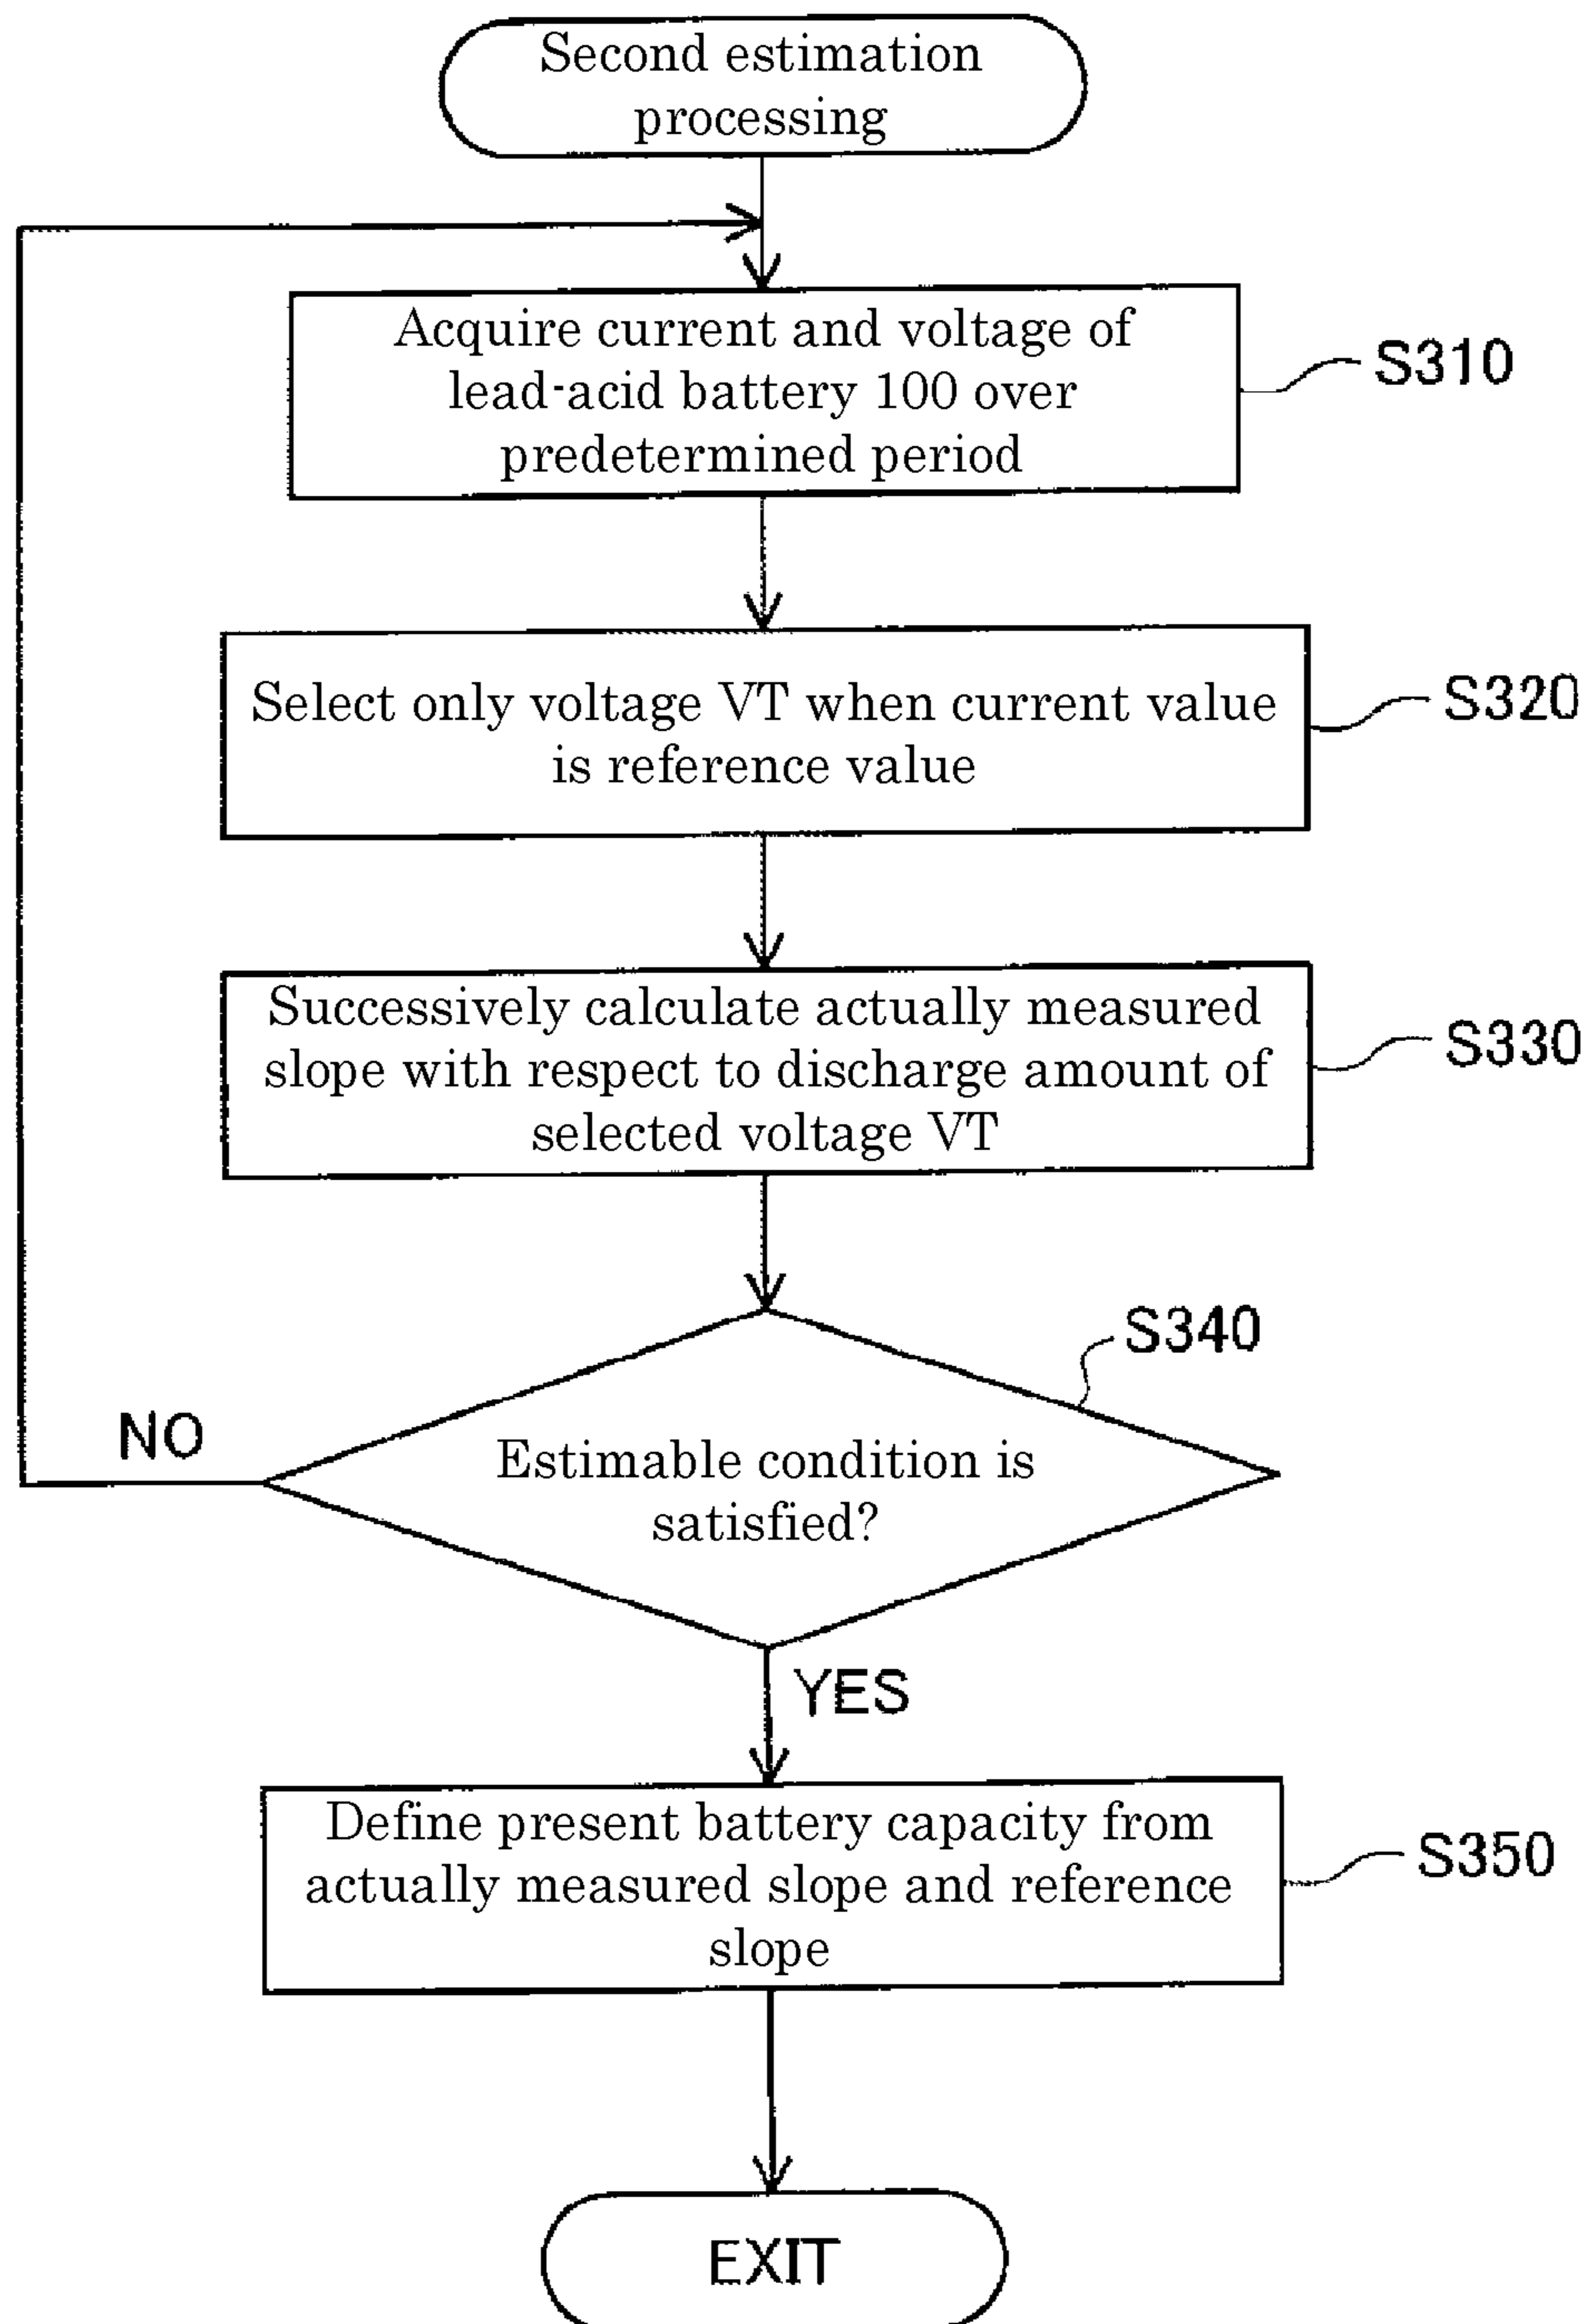 Second estimation
processing
Acquire current and voltage of
lead-acid battery 100 over
predetermined period
S310
Select only voltage VT when current value
is reference value
S320
Successively calculate actually measured
slope with respect to discharge amount of
selected voltage VT
S330
S340
NO
Estimable condition is
satisfied?
YES
Define present battery capacity from
actually measured slope and reference
slope
S350
EXIT